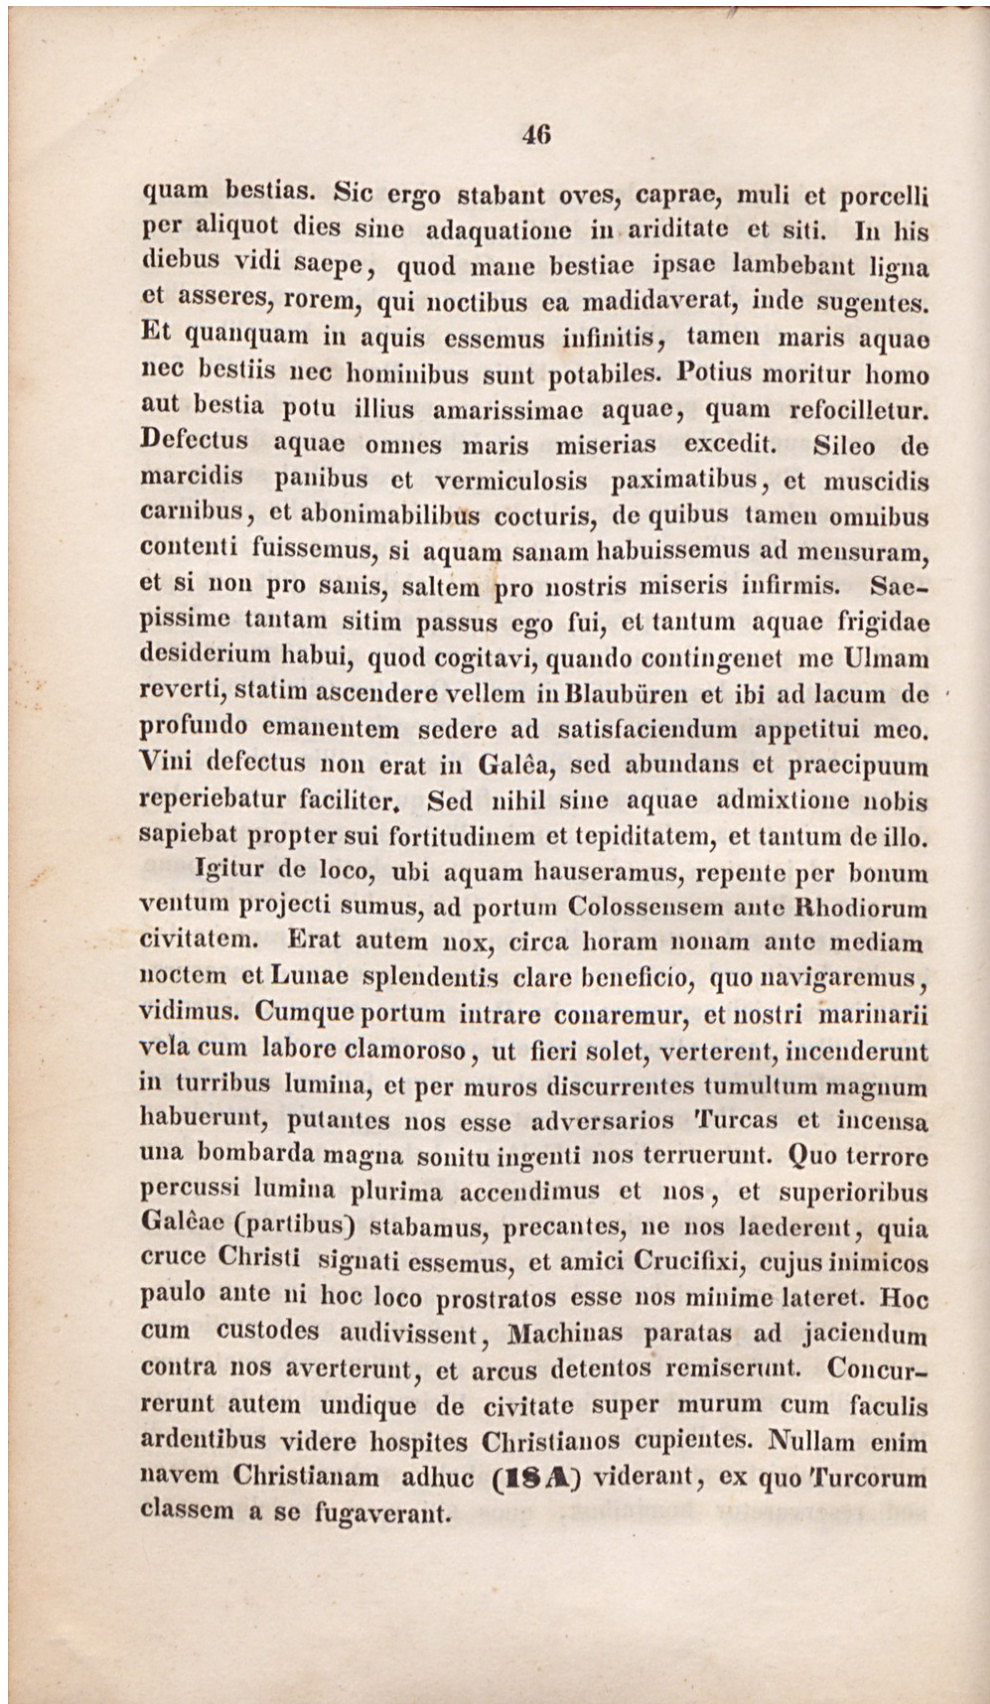 46
quam bestias. Sic ergo stabant oves, caprae, muli et porcelli
per aliquot dies sine adaquatione in ariditate et siti. In his
diebus vidi saepe, quod mane bestiae ipsae lambebant ligna
et asseres, rorem, qui noctibus ea madidaverat, inde sugentes.
Et quanquam in aquis essemus infinitis, tamen maris aquae
nec bestiis nec hominibus sunt potabiles. Potius moritur homo
aut bestia potu illius amarissimae aquae, quam refocilletur.
Defectus aquae omnes maris miserias excedit. Sileo de
marcidis panibus et vermiculosis paximatibus, et muscidis
carnibus, et abonimabilibus cocturis, de quibus tamen omnibus
contenti fuissemus, si aquam sanam habuissemus ad mensuram,
et si non pro sanis, saltem pro nostris miseris infirmis. Sae-
pissime tantam sitim passus ego fui, et tantum aquae frigidae
desiderium habui, quod cogitavi, quando contingenet me Ulmam
reverti, statim ascendere vellem in Blaubüren et ibi ad lacum de
profundo emanentem sedere ad satisfaciendum appetitui meo.
Vini defectus non erat in Galêa, sed abundans et praecipuum
reperiebatur faciliter. Sed nihil sine aquae admixtione nobis
sapiebat propter sui fortitudinem et tepiditatem, et tantum de illo.
Igitur de loco, ubi aquam hauseramus, repente per bonum
ventum projecti sumus, ad portum Colossensem ante Rhodiorum
civitatem. Erat autem nox, circa horam nonam ante mediam
noctem et Lunae splendentis clare beneficio, quo navigaremus,
vidimus. Cumque portum intrare conaremur, et nostri marinarii
vela cum labore clamoroso, ut fieri solet, verterent, incenderunt
in turribus lumina, et per muros discurrentes tumultum magnum
habuerunt, putantes nos esse adversarios Turcas et incensa
una bombarda magna sonitu ingenti nos terruerunt. Quo terrore
percussi lumina plurima accendimus et nos, et superioribus
Galêae (partibus) stabamus, precantes, ne nos laederent, quia
cruce Christi signati essemus, et amici Crucifixi, cujus inimicos
paulo ante ni hoc loco prostratos esse nos minime lateret. Hoc
cum custodes audivissent, Machinas paratas ad jaciendum
contra nos averterunt, et arcus detentos remiserunt. Concur-
rerunt autem undique de civitate super murum cum faculis
ardentibus videre hospites Christianos cupientes. Nullam enim
navem Christianam adhuc (18 A) viderant, ex quo Turcorum
classem a se fugaverant.